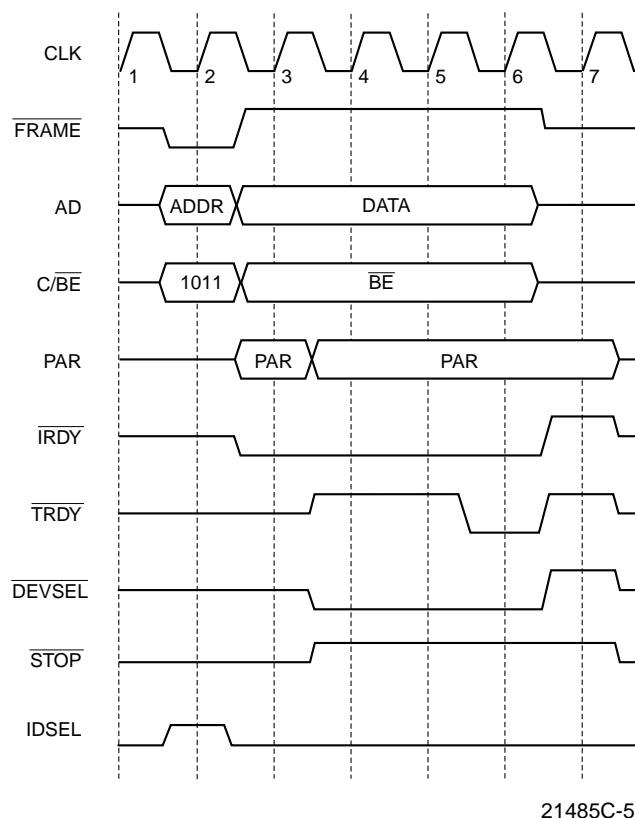 CLK
1 2 3 4 5 6 7
FRAME
AD ADDR DATA
C/BE 1011 BE
PAR PAR PAR
IRDY
TRDY
DEVSEL
STOP
IDSEL
21485C-5